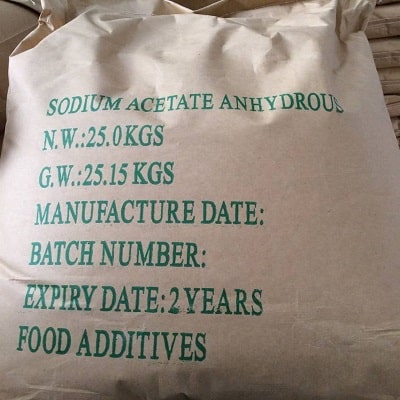 SODIUM ACETATE ANHYDROUS
N.W.:25.0KGS
G.W.:25.15 KGS
MANUFACTURE DATE:
BATCH NUMBER:
EXPIRY DATE:2 YEARS
FOOD ADDITIVES